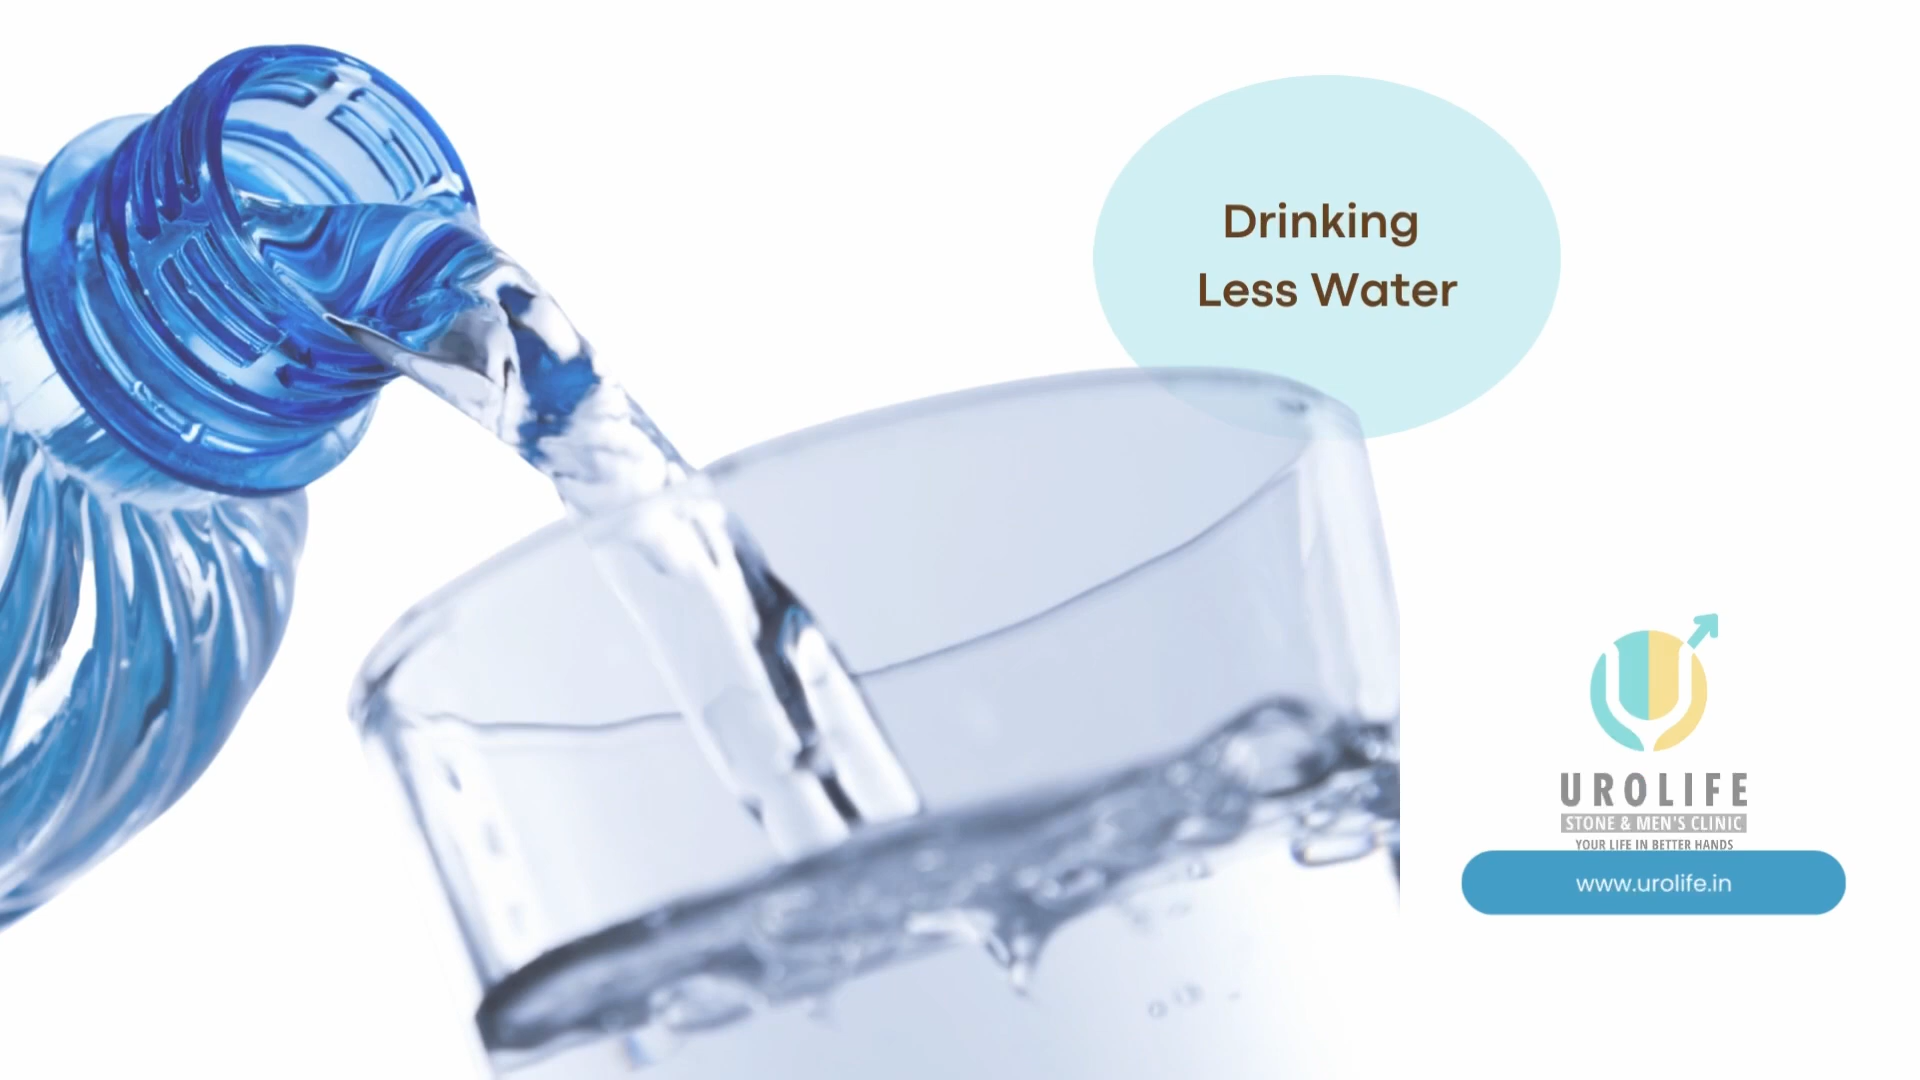 Drinking
Less Water
UROLIFE
STONE & MEN'S CLINIC
YOUR LIFE IN BETTER HANDS
www.urolife.in